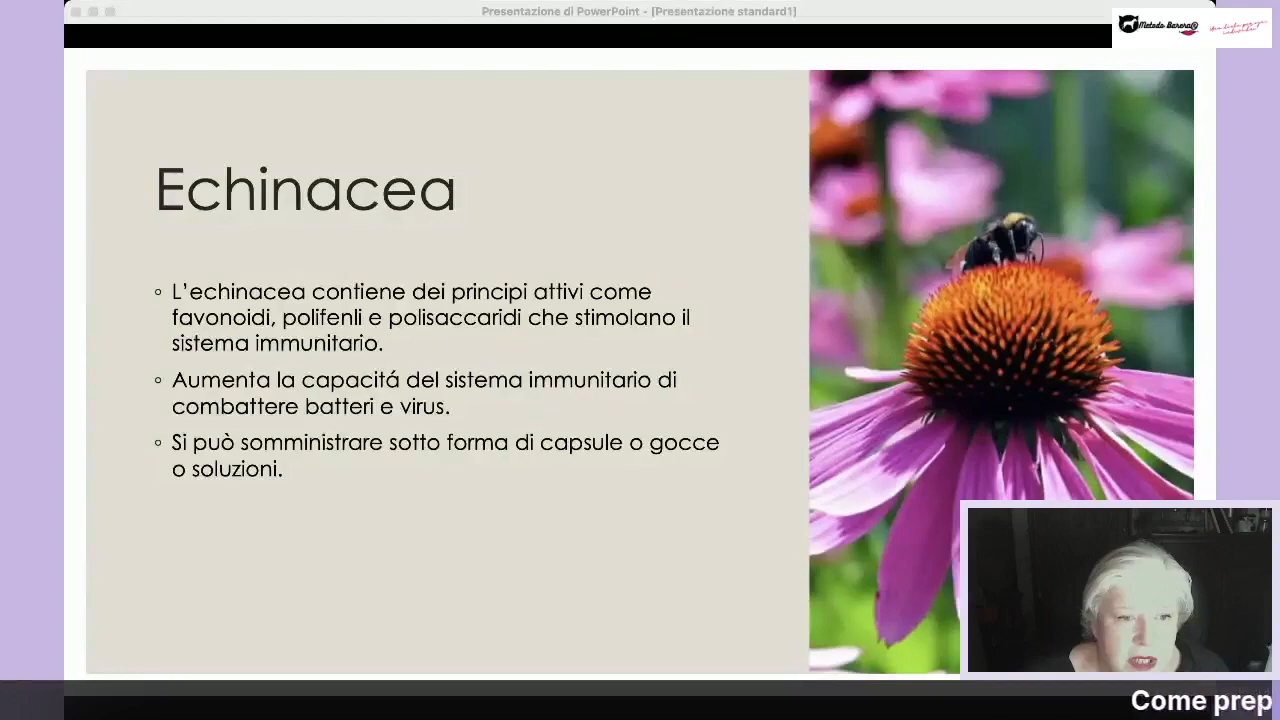 Presentazione di PowerPoint - [Presentazione standard1]
Metodo Barera®
Echinacea
◦ L’echinacea contiene dei principi attivi come
favonoidi, polifenli e polisaccaridi che stimolano il
sistema immunitario.
◦ Aumenta la capacitá del sistema immunitario di
combattere batteri e virus.
◦ Si può somministrare sotto forma di capsule o gocce
o soluzioni.
Come prep